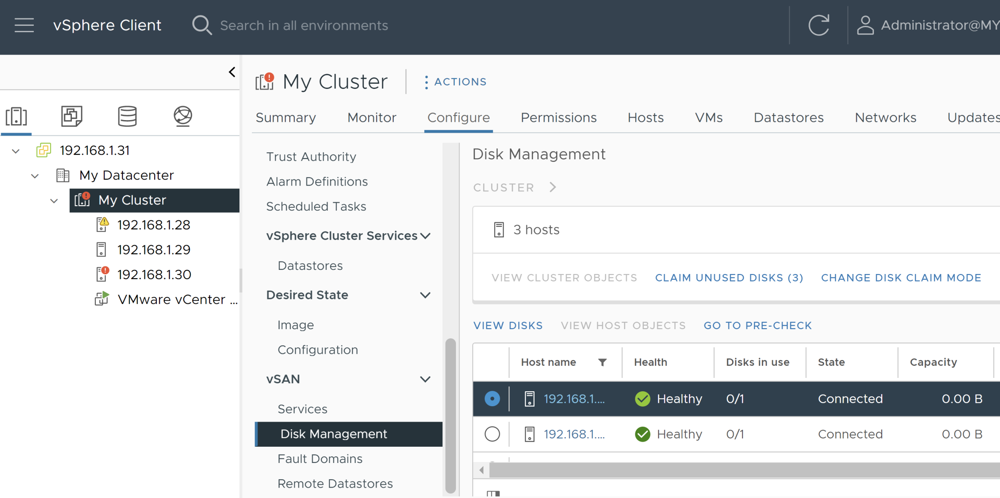 vSphere Client
Search in all environments
Administrator@MY
192.168.1.31
My Datacenter
My Cluster
192.168.1.28
192.168.1.29
192.168.1.30
VMware vCenter ...
My Cluster
ACTIONS
Summary Monitor Configure Permissions Hosts VMs Datastores Networks Updates
Trust Authority
Alarm Definitions
Scheduled Tasks
vSphere Cluster Services
Datastores
Desired State
Image
Configuration
vSAN
Services
Disk Management
Fault Domains
Remote Datastores
Disk Management
CLUSTER
3 hosts
VIEW CLUSTER OBJECTS CLAIM UNUSED DISKS (3) CHANGE DISK CLAIM MODE
VIEW DISKS VIEW HOST OBJECTS GO TO PRE-CHECK
Host name Health Disks in use State Capacity
192.168.1.... Healthy 0/1 Connected 0.00 B
192.168.1.... Healthy 0/1 Connected 0.00 B